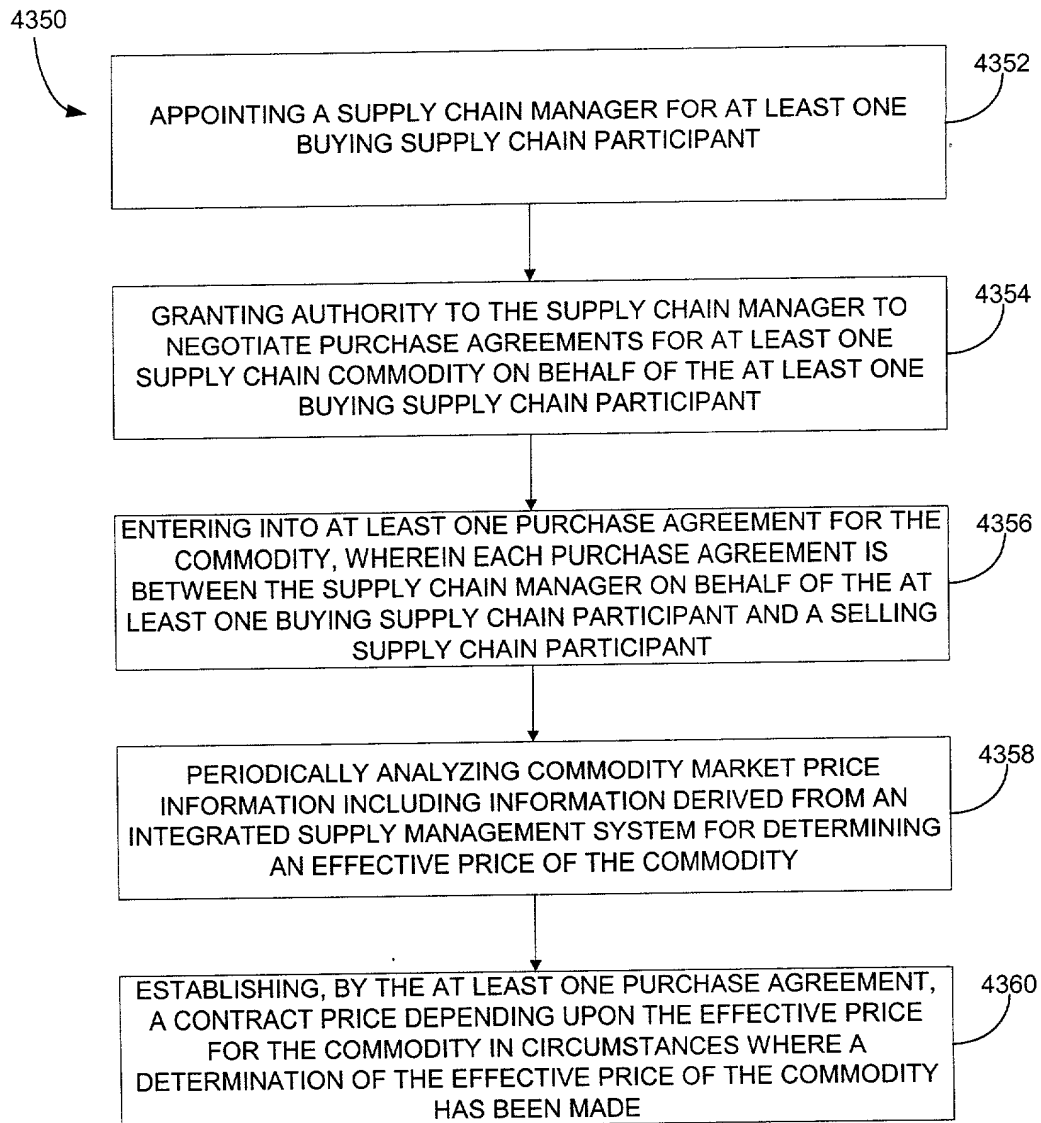 4350
4352
APPOINTING A SUPPLY CHAIN MANAGER FOR AT LEAST ONE
BUYING SUPPLY CHAIN PARTICIPANT
4354
GRANTING AUTHORITY TO THE SUPPLY CHAIN MANAGER TO
NEGOTIATE PURCHASE AGREEMENTS FOR AT LEAST ONE
SUPPLY CHAIN COMMODITY ON BEHALF OF THE AT LEAST ONE
BUYING SUPPLY CHAIN PARTICIPANT
4356
ENTERING INTO AT LEAST ONE PURCHASE AGREEMENT FOR THE
COMMODITY, WHEREIN EACH PURCHASE AGREEMENT IS
BETWEEN THE SUPPLY CHAIN MANAGER ON BEHALF OF THE AT
LEAST ONE BUYING SUPPLY CHAIN PARTICIPANT AND A SELLING
SUPPLY CHAIN PARTICIPANT
4358
PERIODICALLY ANALYZING COMMODITY MARKET PRICE
INFORMATION INCLUDING INFORMATION DERIVED FROM AN
INTEGRATED SUPPLY MANAGEMENT SYSTEM FOR DETERMINING
AN EFFECTIVE PRICE OF THE COMMODITY
4360
ESTABLISHING, BY THE AT LEAST ONE PURCHASE AGREEMENT,
A CONTRACT PRICE DEPENDING UPON THE EFFECTIVE PRICE
FOR THE COMMODITY IN CIRCUMSTANCES WHERE A
DETERMINATION OF THE EFFECTIVE PRICE OF THE COMMODITY
HAS BEEN MADE